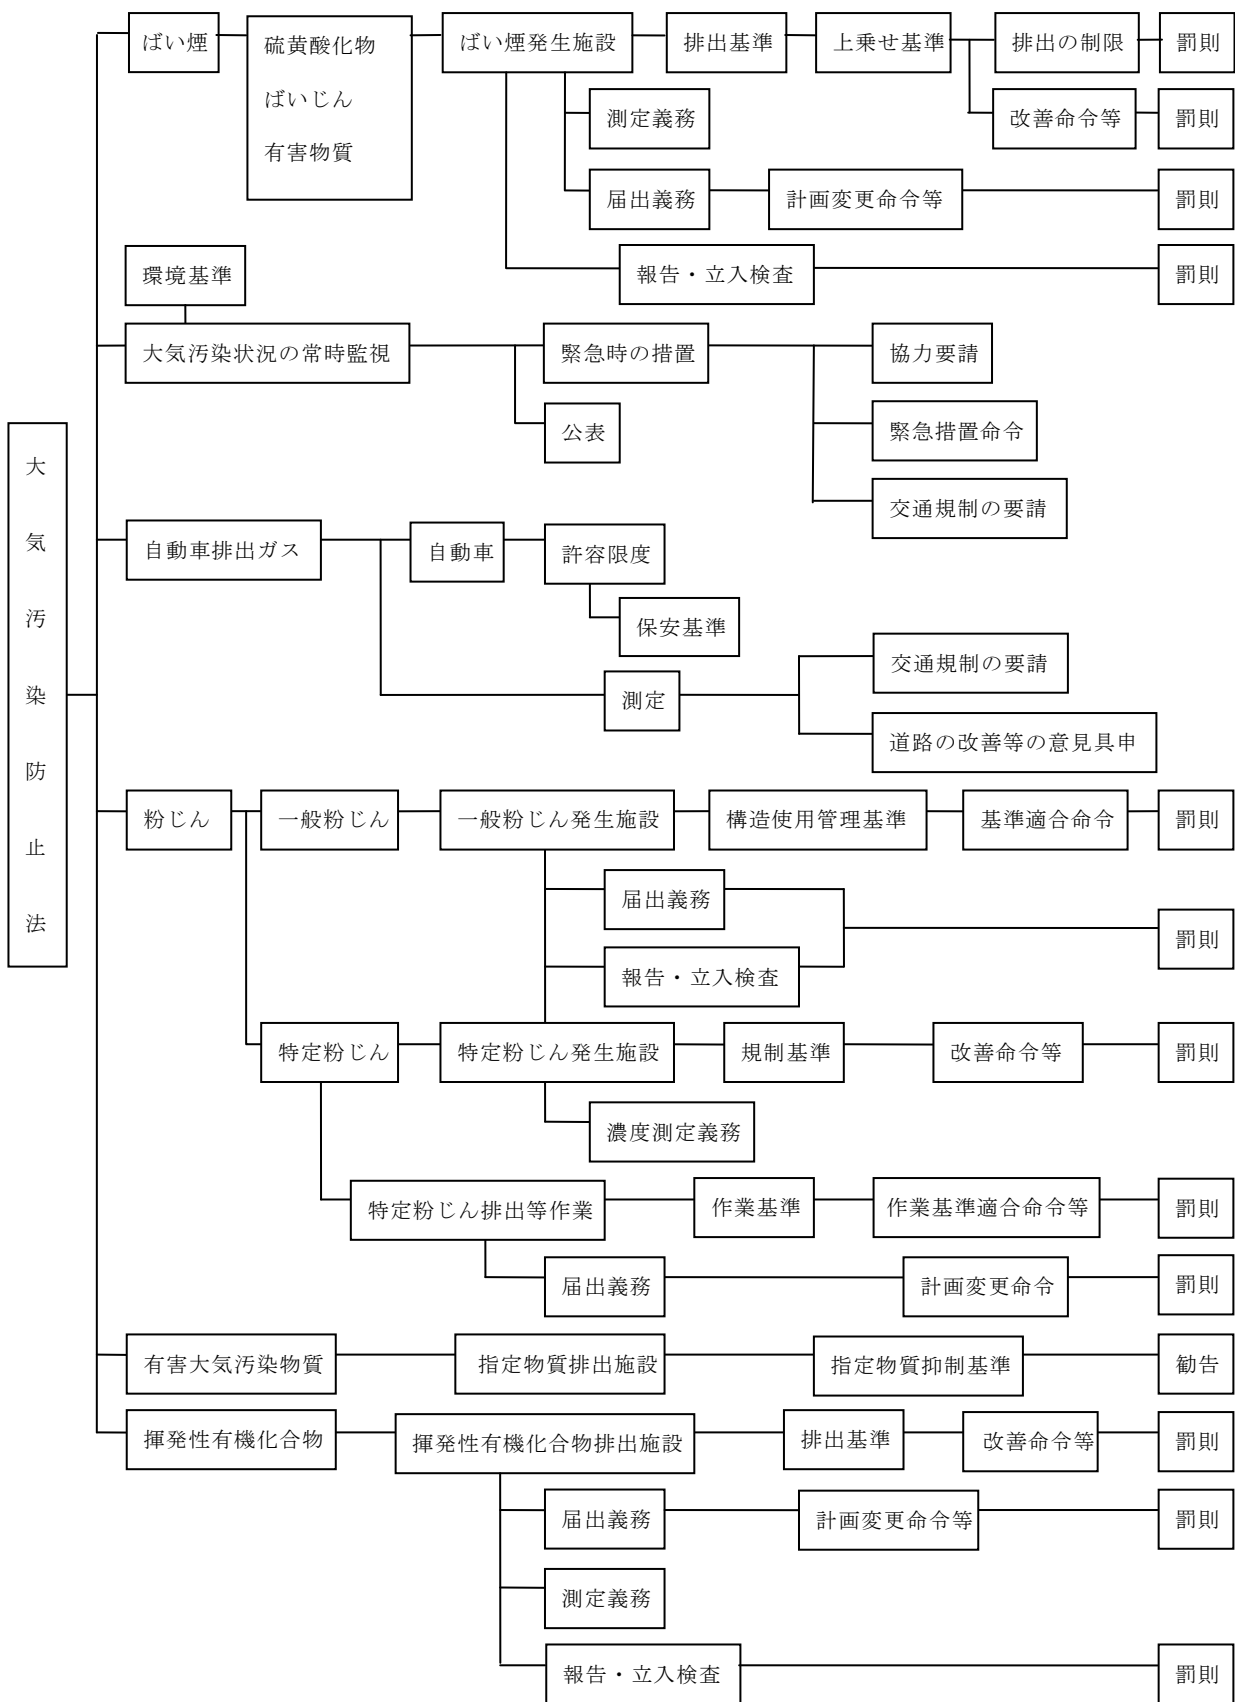 大気汚染防止法
ばい煙
硫黄酸化物
ばいじん
有害物質
ばい煙発生施設
排出基準
上乗せ基準
排出の制限
罰則
測定義務
改善命令等
罰則
届出義務
計画変更命令等
罰則
報告・立入検査
罰則
環境基準
大気汚染状況の常時監視
緊急時の措置
協力要請
公表
緊急措置命令
交通規制の要請
自動車排出ガス
自動車
許容限度
保安基準
測定
交通規制の要請
道路の改善等の意見具申
粉じん
一般粉じん
一般粉じん発生施設
構造使用管理基準
基準適合命令
罰則
届出義務
報告・立入検査
罰則
特定粉じん
特定粉じん発生施設
規制基準
改善命令等
罰則
濃度測定義務
特定粉じん排出等作業
作業基準
作業基準適合命令等
罰則
届出義務
計画変更命令
罰則
有害大気汚染物質
指定物質排出施設
指定物質抑制基準
勧告
揮発性有機化合物
揮発性有機化合物排出施設
排出基準
改善命令等
罰則
届出義務
計画変更命令等
罰則
測定義務
報告・立入検査
罰則